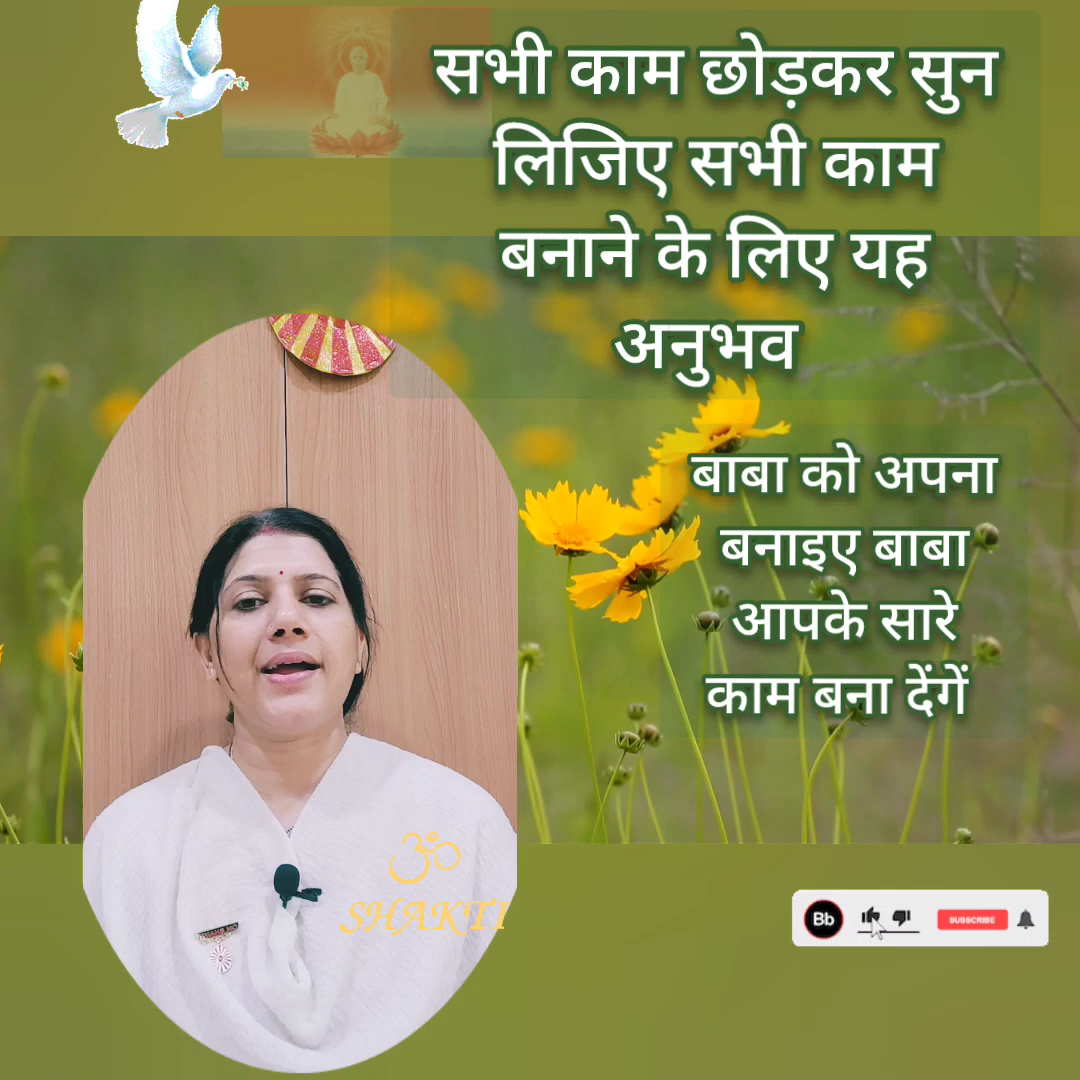 सभी काम छोड़कर सुन
लिजिए सभी काम
बनाने के लिए यह
अनुभव
बाबा को अपना
बनाइए बाबा
आपके सारे
काम बना देंगें
ॐ
SHAKTI
Bb
SUBSCRIBE